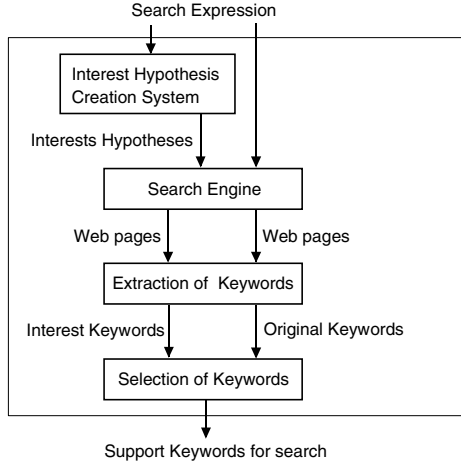 Search Expression
Interest Hypothesis
Creation System
Interests Hypotheses
Search Engine
Web pages
Web pages
Extraction of Keywords
Interest Keywords
Original Keywords
Selection of Keywords
Support Keywords for search